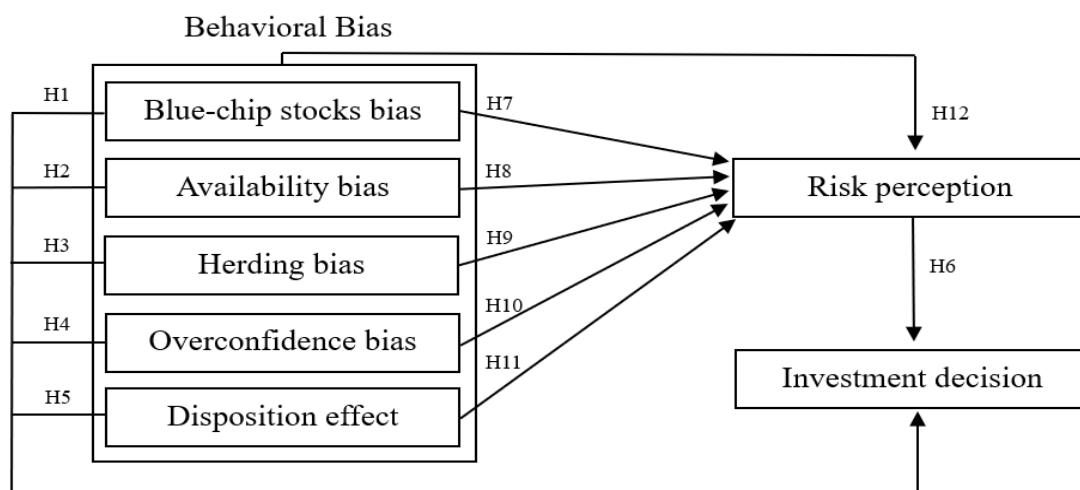 Behavioral Bias
H1
Blue-chip stocks bias
H7
H12
H2
Availability bias
H8
Risk perception
H3
Herding bias
H9
H6
H4
Overconfidence bias
H10
H11
Investment decision
H5
Disposition effect